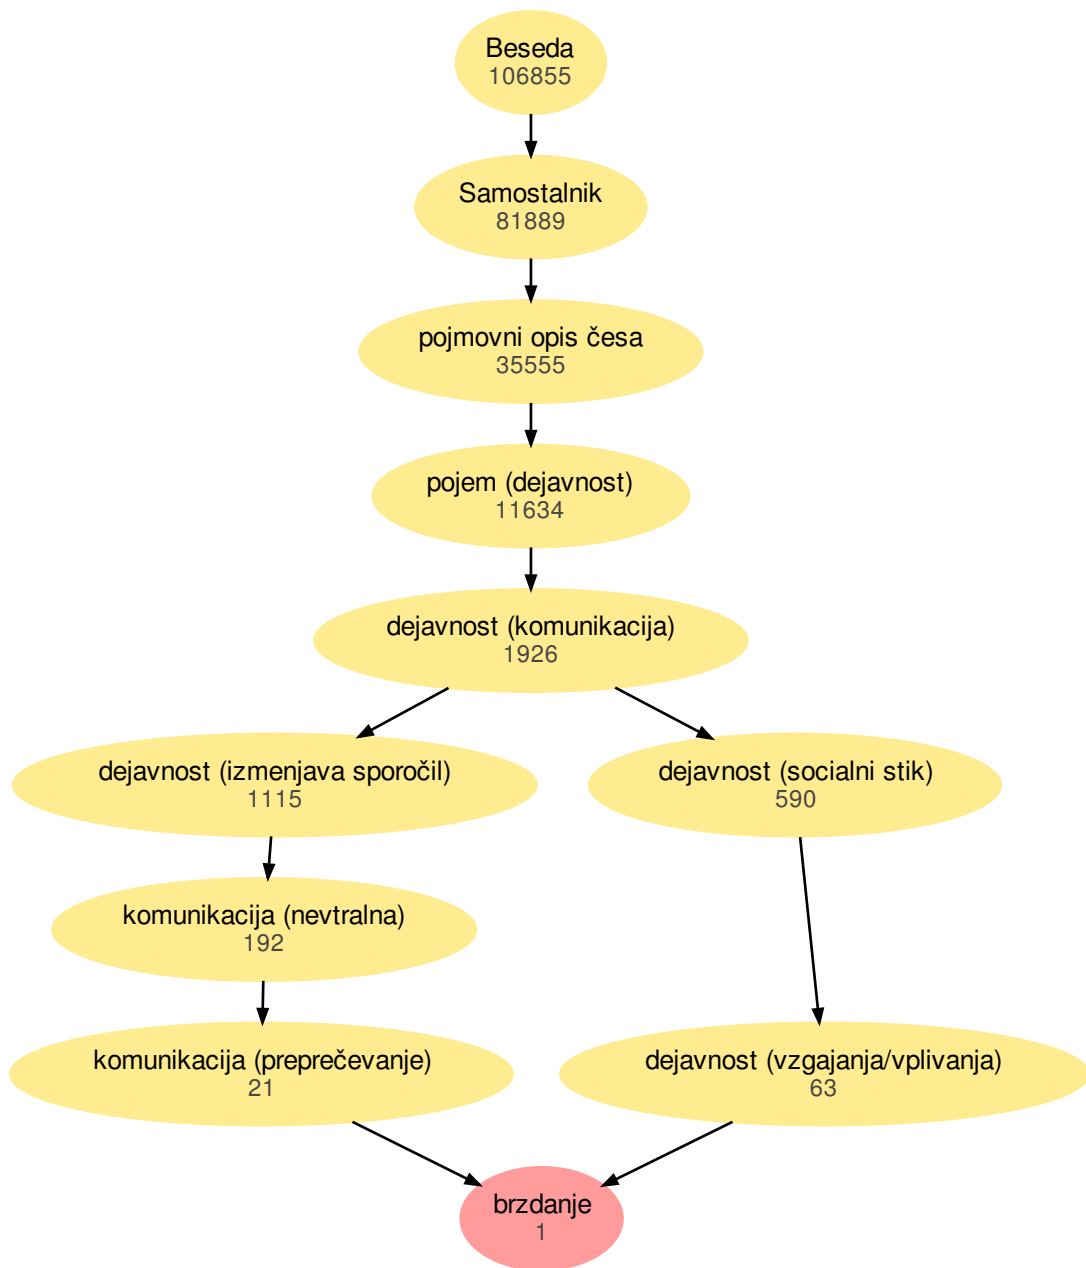 Beseda
106855
Samostalnik
81889
pojmovni opis česa
35555
pojem (dejavnost)
11634
dejavnost (komunikacija)
1926
dejavnost (izmenjava sporočil)
1115
dejavnost (socialni stik)
590
komunikacija (nevtralna)
192
komunikacija (preprečevanje)
21
dejavnost (vzgajanja/vplivanja)
63
brzdanje
1